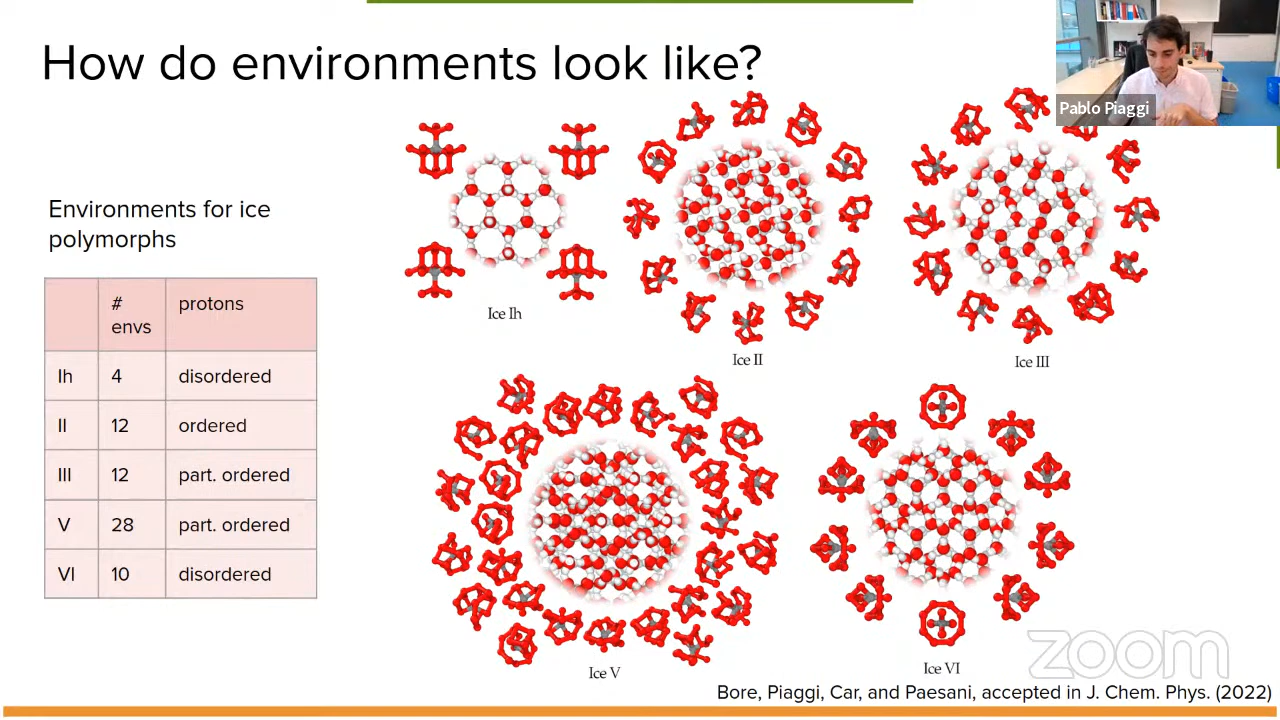 How do environments look like?
Pablo Piaggi
Environments for ice
polymorphs
#
envs
protons
Ih 4 disordered
II 12 ordered
III 12 part. ordered
V 28 part. ordered
VI 10 disordered
Ice Ih
Ice II
Ice III
Ice V
Ice VI
zoom
Bore, Piaggi, Car, and Paesani, accepted in J. Chem. Phys. (2022)